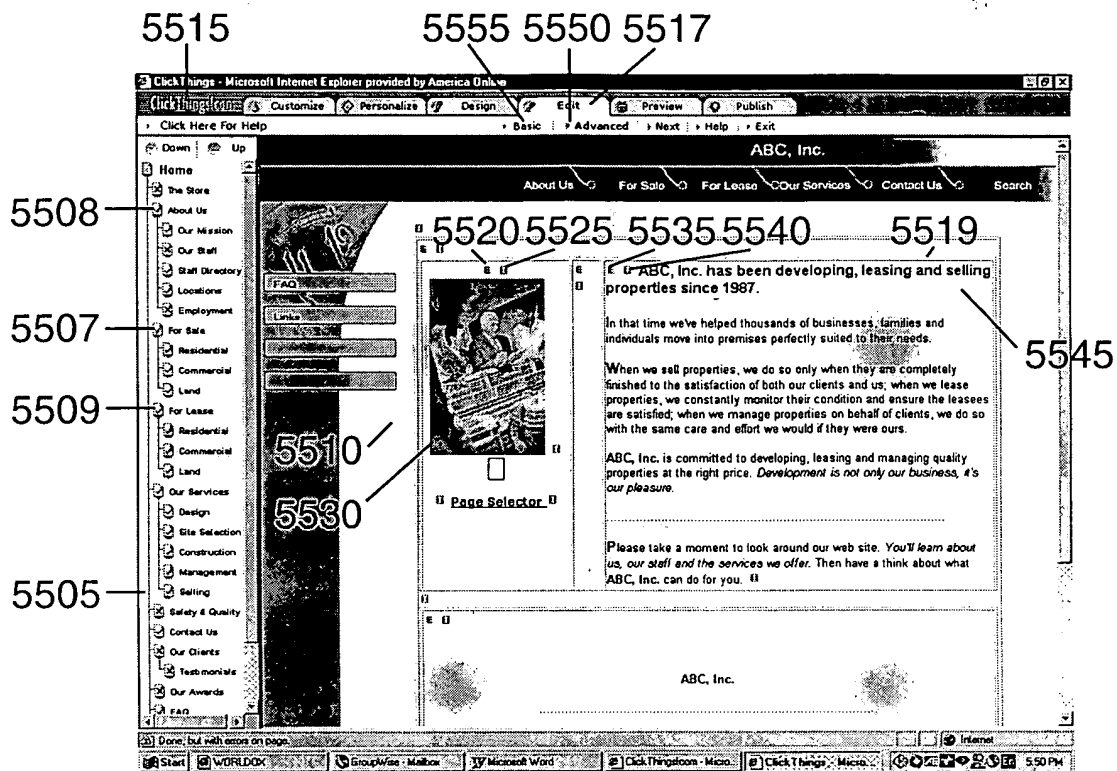 5515 5555 5550 5517
ClickThings - Microsoft Internet Explorer provided by America Online
ClickThings.com Customize Personalize Design Edit Preview Publish
Click Here For Help Basic Advanced Next Help Exit
Down Up
ABC, Inc.
About Us For Sale For Lease Our Services Contact Us Search
Home
The Store
About Us
Our Mission
Our Staff
Staff Directory
Locations
Employment
For Sale
Residential
Commercial
Land
For Lease
Residential
Commercial
Land
Our Services
Design
Site Selection
Construction
Management
Selling
Safety & Quality
Contact Us
Our Clients
Testimonials
Our Awards
FAQ
5508
5507
5509
5505
FAQ
Links
5510
5530
5520 5525 5535 5540 5519
5545
Page Selector
ABC, Inc. has been developing, leasing and selling
properties since 1987.
In that time we've helped thousands of businesses, families and
individuals move into premises perfectly suited to their needs.
When we sell properties, we do so only when they are completely
finished to the satisfaction of both our clients and us; when we lease
properties, we constantly monitor their condition and ensure the leasees
are satisfied; when we manage properties on behalf of clients, we do so
with the same care and effort we would if they were ours.
ABC, Inc. is committed to developing, leasing and managing quality
properties at the right price. Development is not only our business, it's
our pleasure.
Please take a moment to look around our web site. You'll learn about
us, our staff and the services we offer. Then have a think about what
ABC, Inc. can do for you.
ABC, Inc.
Done, but with errors on page. Internet
Start WORLDOX GroupWise - Mailbox Microsoft Word ClickThings.com - Micro... ClickThings - Micro... 5:50 PM